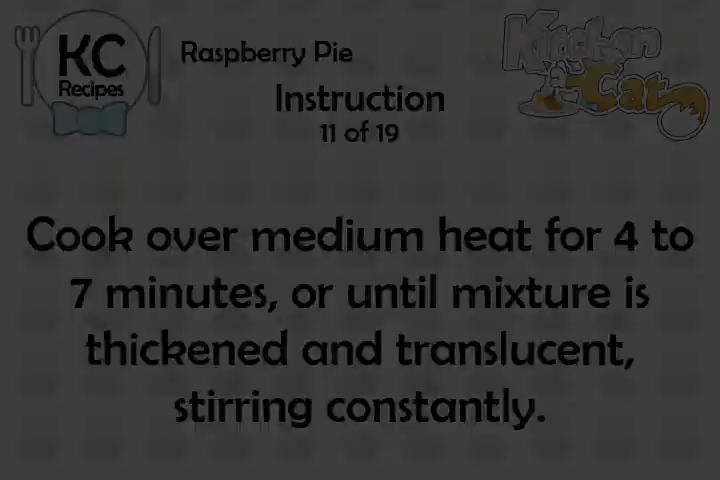 KC
Recipes
Raspberry Pie
Kitchen
Cat
Instruction
11 of 19
Cook over medium heat for 4 to
7 minutes, or until mixture is
thickened and translucent,
stirring constantly.